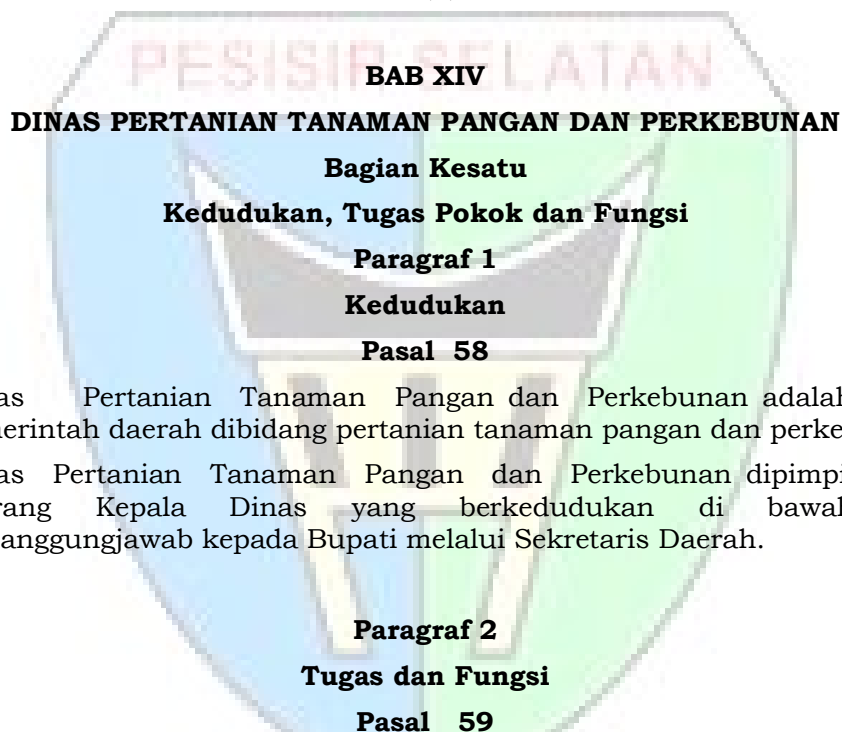 PESISIR SELATAN
BAB XIV
DINAS PERTANIAN TANAMAN PANGAN DAN PERKEBUNAN
Bagian Kesatu
Kedudukan, Tugas Pokok dan Fungsi
Paragraf 1
Kedudukan
Pasal 58
Pertanian Tanaman Pangan dan Perkebunan adalah
daerah dibidang pertanian tanaman pangan dan
Pertanian Tanaman Pangan dan Perkebunan
Kepala Dinas yang berkedudukan di
kepada Bupati melalui Sekretaris Daerah.
Paragraf 2
Tugas dan Fungsi
Pasal 59